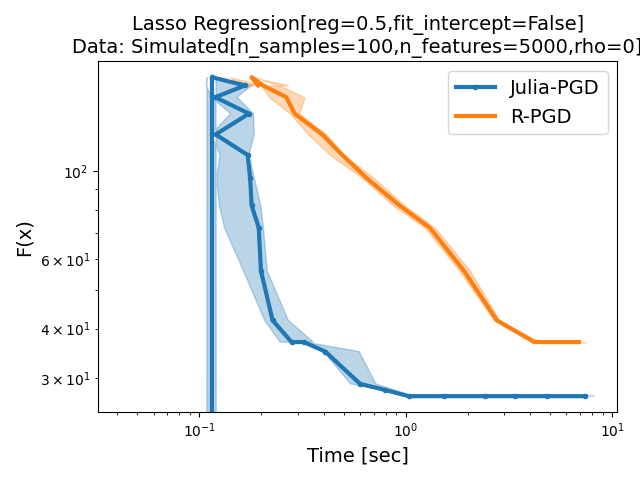 Lasso Regression[reg=0.5,fit_intercept=False]
Data: Simulated[n_samples=100,n_features=5000,rho=0]
Julia-PGD
R-PGD
F(x)
10²
6 × 10¹
4 × 10¹
3 × 10¹
10⁻¹
10⁰
10¹
Time [sec]